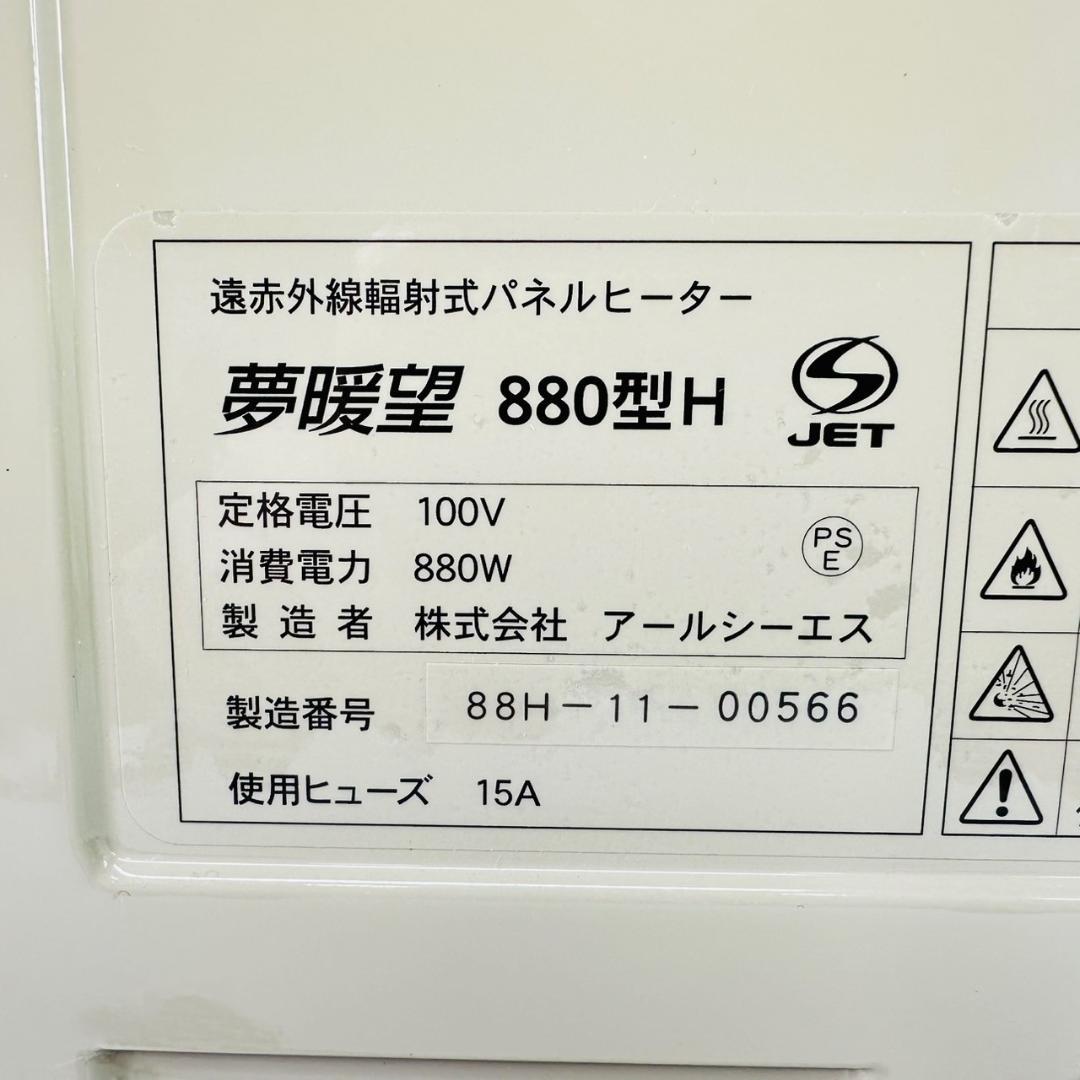 遠赤外線輻射式パネルヒーター
夢暖望 880型H
JET
定格電圧 100V
消費電力 880W
PS
E
製造者 株式会社 アールシーエス
製造番号 88H-11-00566
使用ヒューズ 15A